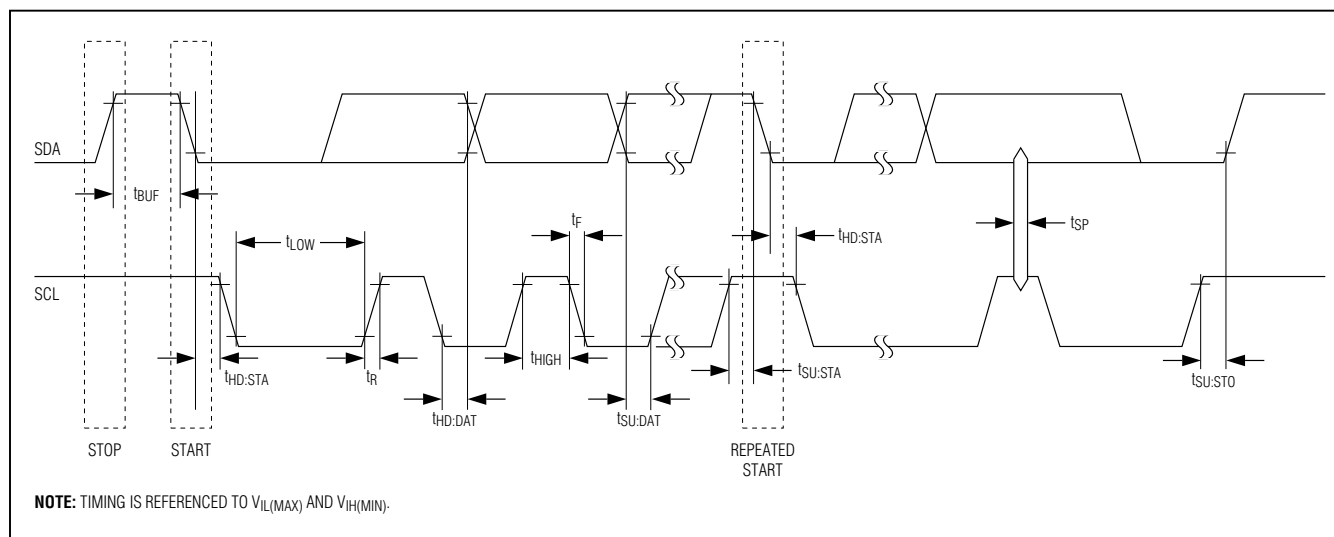 SDA
tBUF
tF
tLOW
tHD:STA
tSP
SCL
tHD:STA
tR
tHIGH
tHD:DAT
tSU:DAT
tSU:STA
tSU:STO
STOP
START
REPEATED
START
NOTE: TIMING IS REFERENCED TO VIL(MAX) AND VIH(MIN).